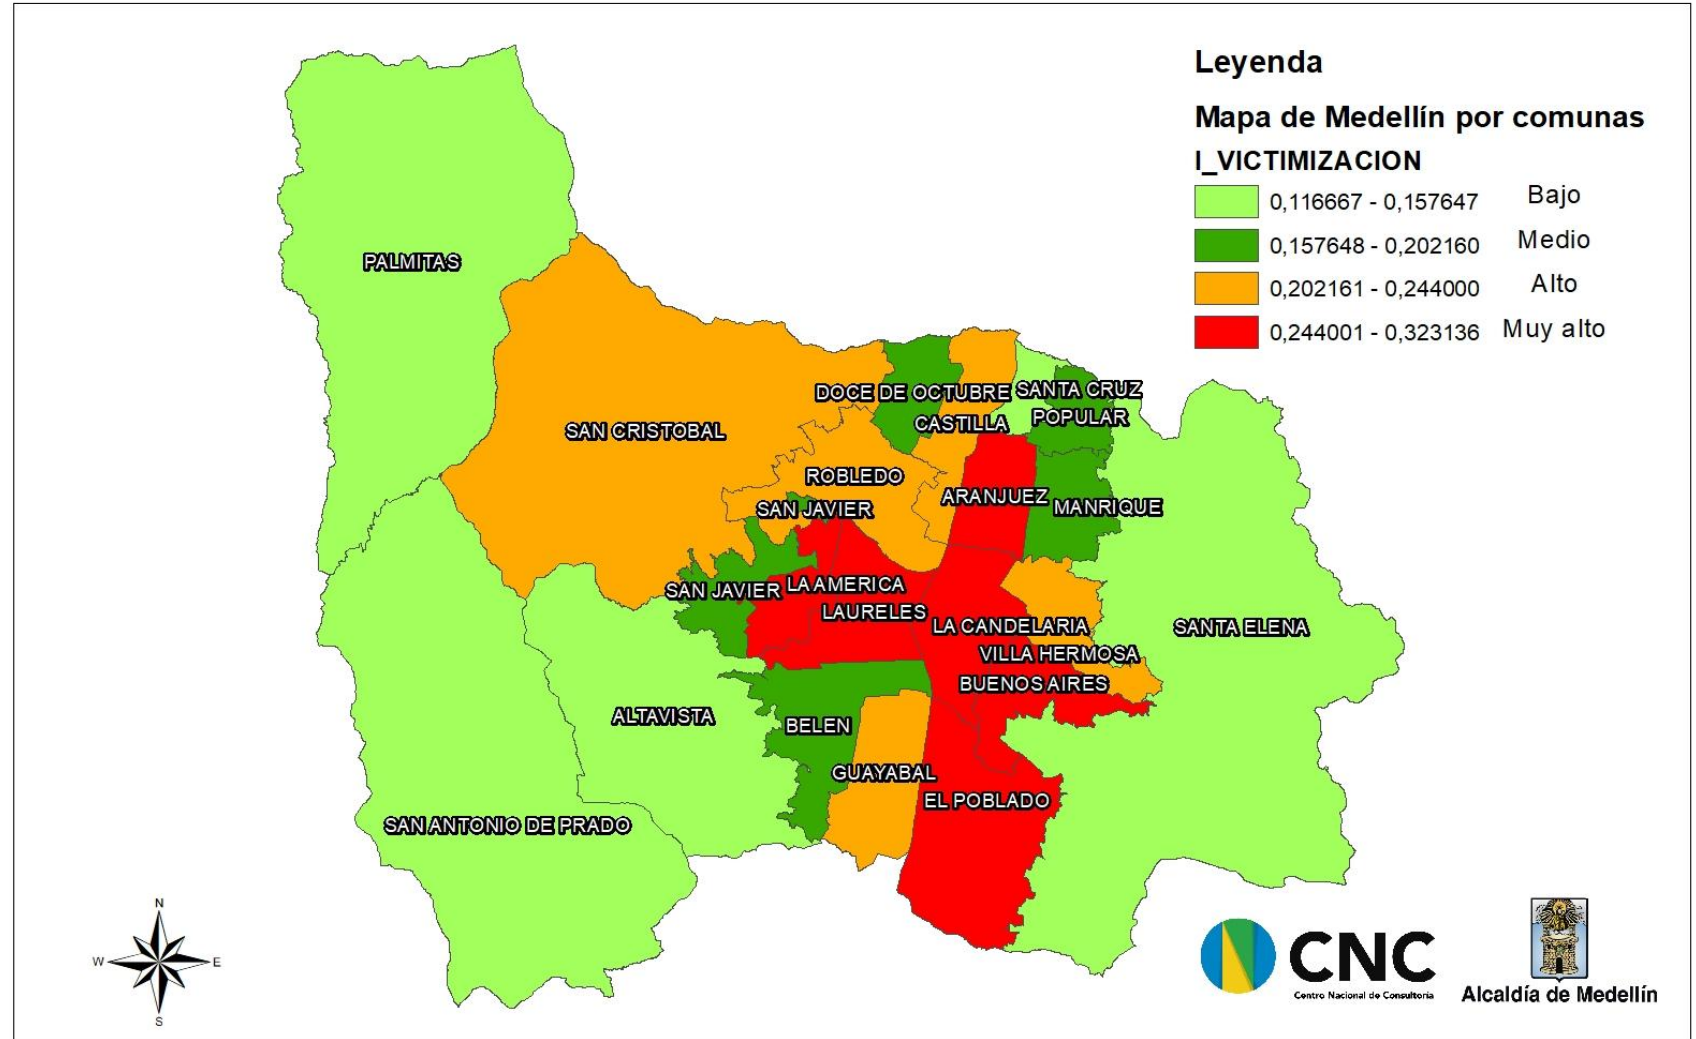 Leyenda
Mapa de Medellín por comunas
I_VICTIMIZACION
0,116667 - 0,157647 Bajo
0,157648 - 0,202160 Medio
0,202161 - 0,244000 Alto
0,244001 - 0,323136 Muy alto
PALMITAS
SAN CRISTOBAL
DOCE DE OCTUBRE
SANTA CRUZ
POPULAR
CASTILLA
ROBLEDO
ARANJUEZ
MANRIQUE
SAN JAVIER
SAN JAVIER
LA AMERICA
LAURELES
LA CANDELARIA
SANTA ELENA
VILLA HERMOSA
BUENOS AIRES
ALTAVISTA
BELEN
GUAYABAL
EL POBLADO
SAN ANTONIO DE PRADO
N
W E
S
CNC
Centro Nacional de Consultoría
Alcaldía de Medellín